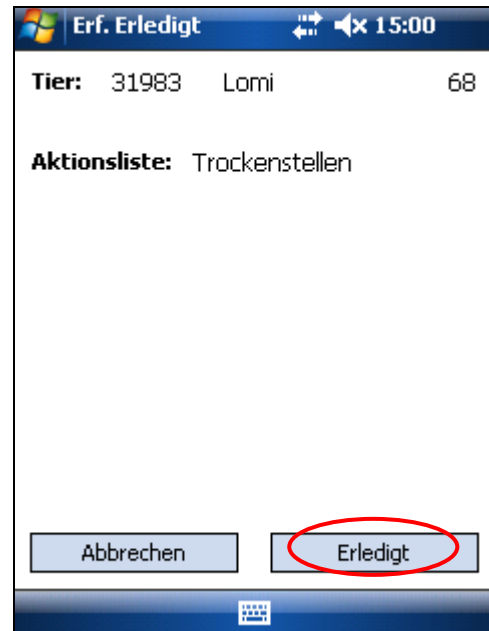 Erf. Erledigt 15:00
Tier: 31983 Lomi 68
Aktionsliste: Trockenstellen
Abbrechen Erledigt